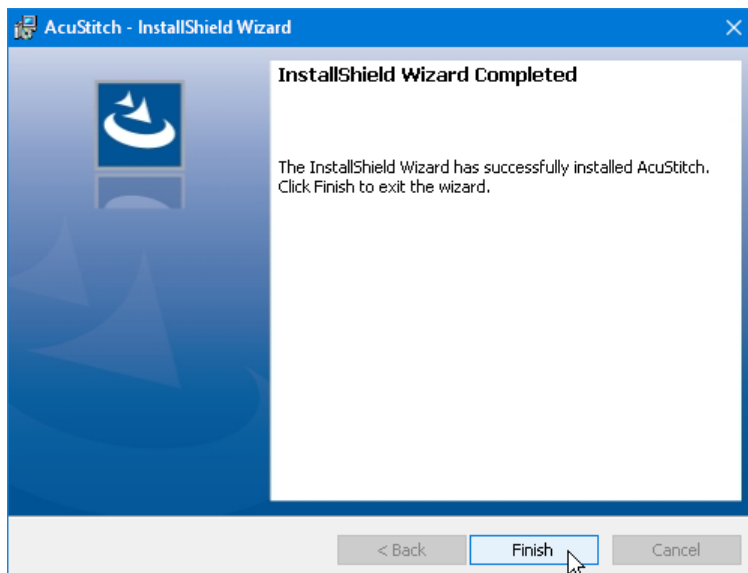 AcuStitch - InstallShield Wizard
InstallShield Wizard Completed
The InstallShield Wizard has successfully installed AcuStitch.
Click Finish to exit the wizard.
< Back Finish Cancel